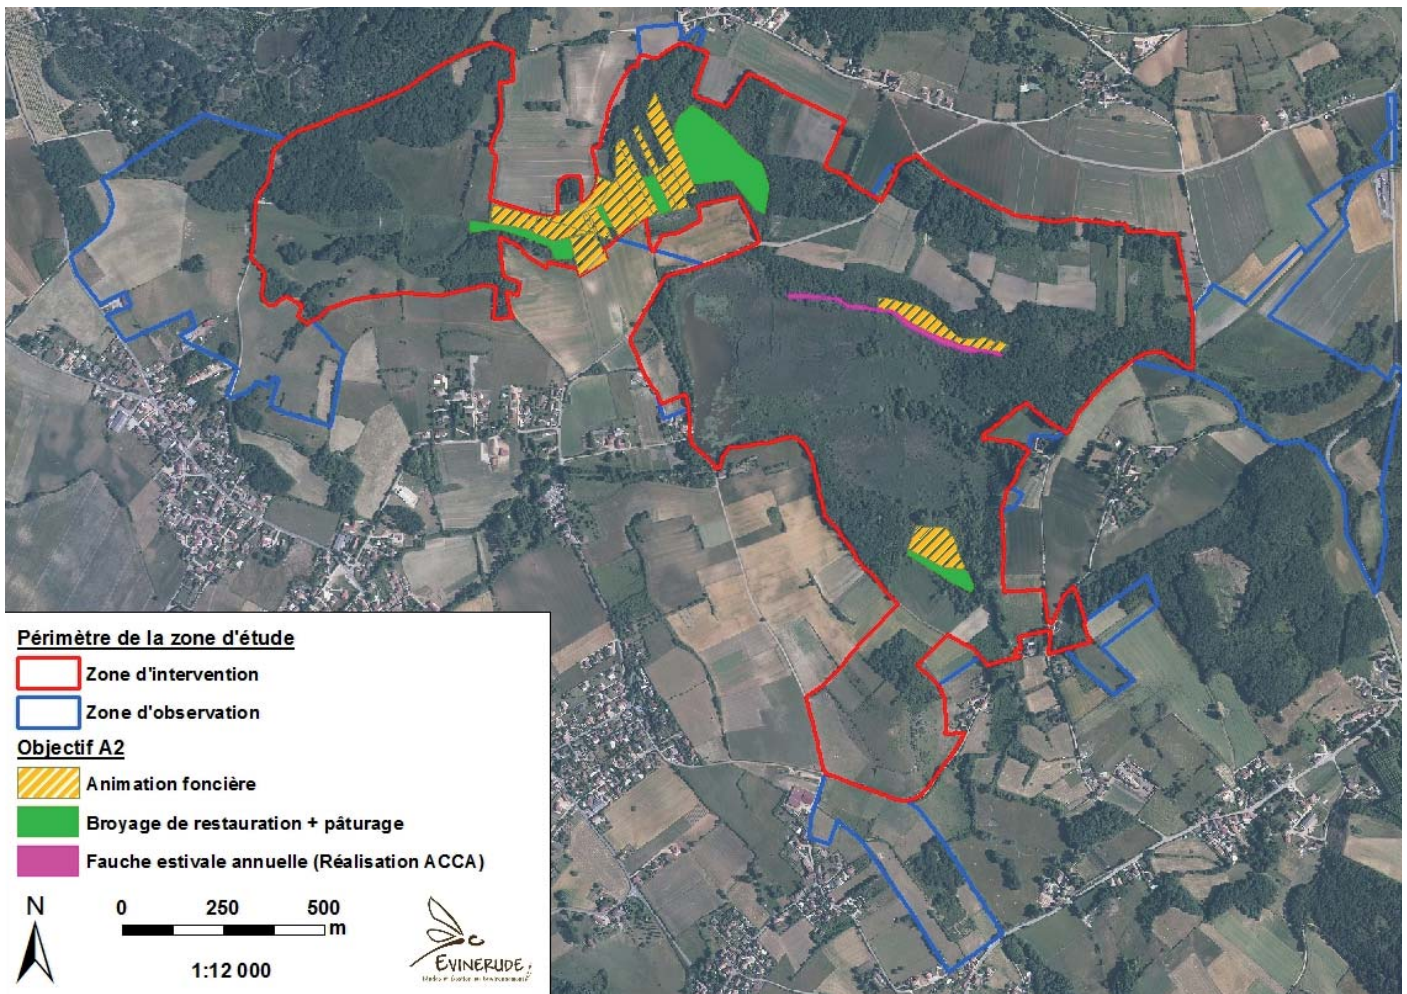 Périmètre de la zone d'étude
Zone d'intervention
Zone d'observation
Objectif A2
Animation foncière
Broyage de restauration + pâturage
Fauche estivale annuelle (Réalisation ACCA)
N
0 250 500
m
1:12 000
EVINERUDE